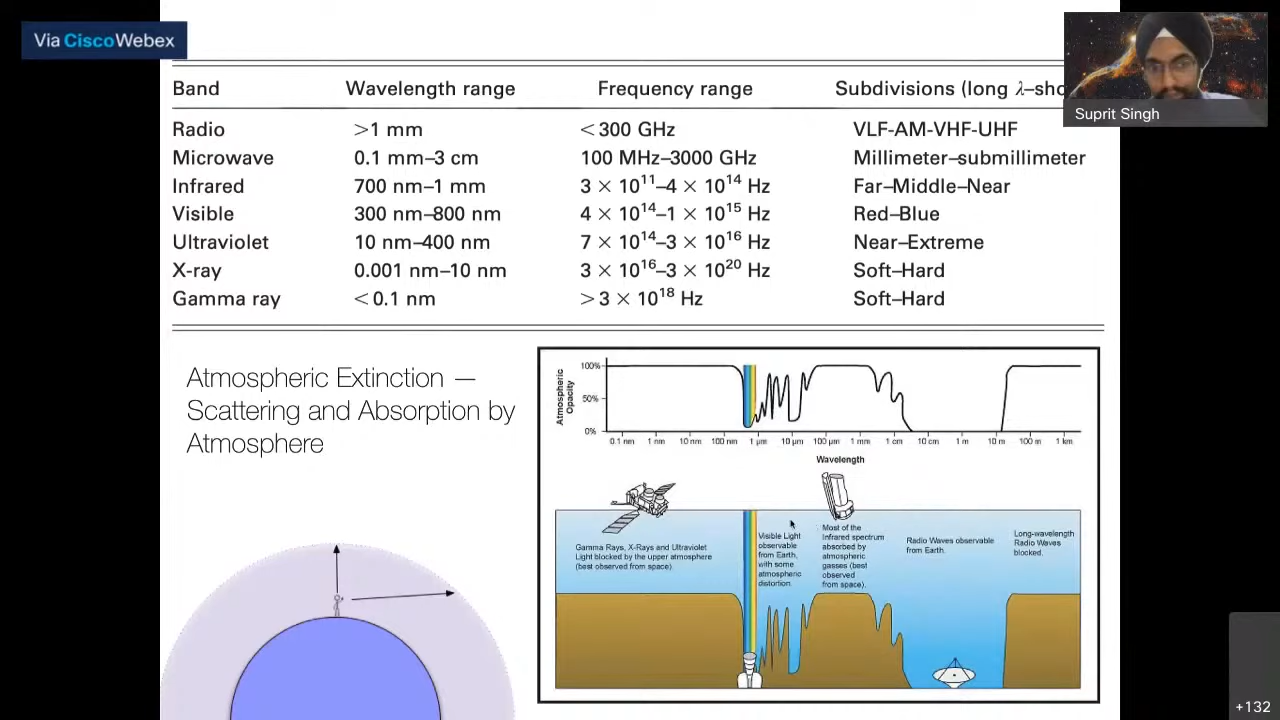 Via Cisco Webex
Suprit Singh
Band Wavelength range Frequency range Subdivisions (long λ–sho
Radio >1 mm <300 GHz VLF-AM-VHF-UHF
Microwave 0.1 mm–3 cm 100 MHz–3000 GHz Millimeter–submillimeter
Infrared 700 nm–1 mm 3 × 10¹¹–4 × 10¹⁴ Hz Far–Middle–Near
Visible 300 nm–800 nm 4 × 10¹⁴–1 × 10¹⁵ Hz Red–Blue
Ultraviolet 10 nm–400 nm 7 × 10¹⁴–3 × 10¹⁶ Hz Near–Extreme
X-ray 0.001 nm–10 nm 3 × 10¹⁶–3 × 10²⁰ Hz Soft–Hard
Gamma ray <0.1 nm >3 × 10¹⁸ Hz Soft–Hard
Atmospheric Extinction —
Scattering and Absorption by
Atmosphere
Atmospheric
Opacity
100%
50%
0%
0.1 nm 1 nm 10 nm 100 nm 1 μm 10 μm 100 μm 1 mm 1 cm 10 cm 1 m 10 m 100 m 1 km
Wavelength
Gamma Rays, X-Rays and Ultraviolet
Light blocked by the upper atmosphere
(best observed from space).
Visible Light
observable
from Earth,
with some
atmospheric
distortion.
Most of the
Infrared spectrum
absorbed by
atmospheric
gasses (best
observed
from space).
Radio Waves observable
from Earth.
Long-wavelength
Radio Waves
blocked.
+132